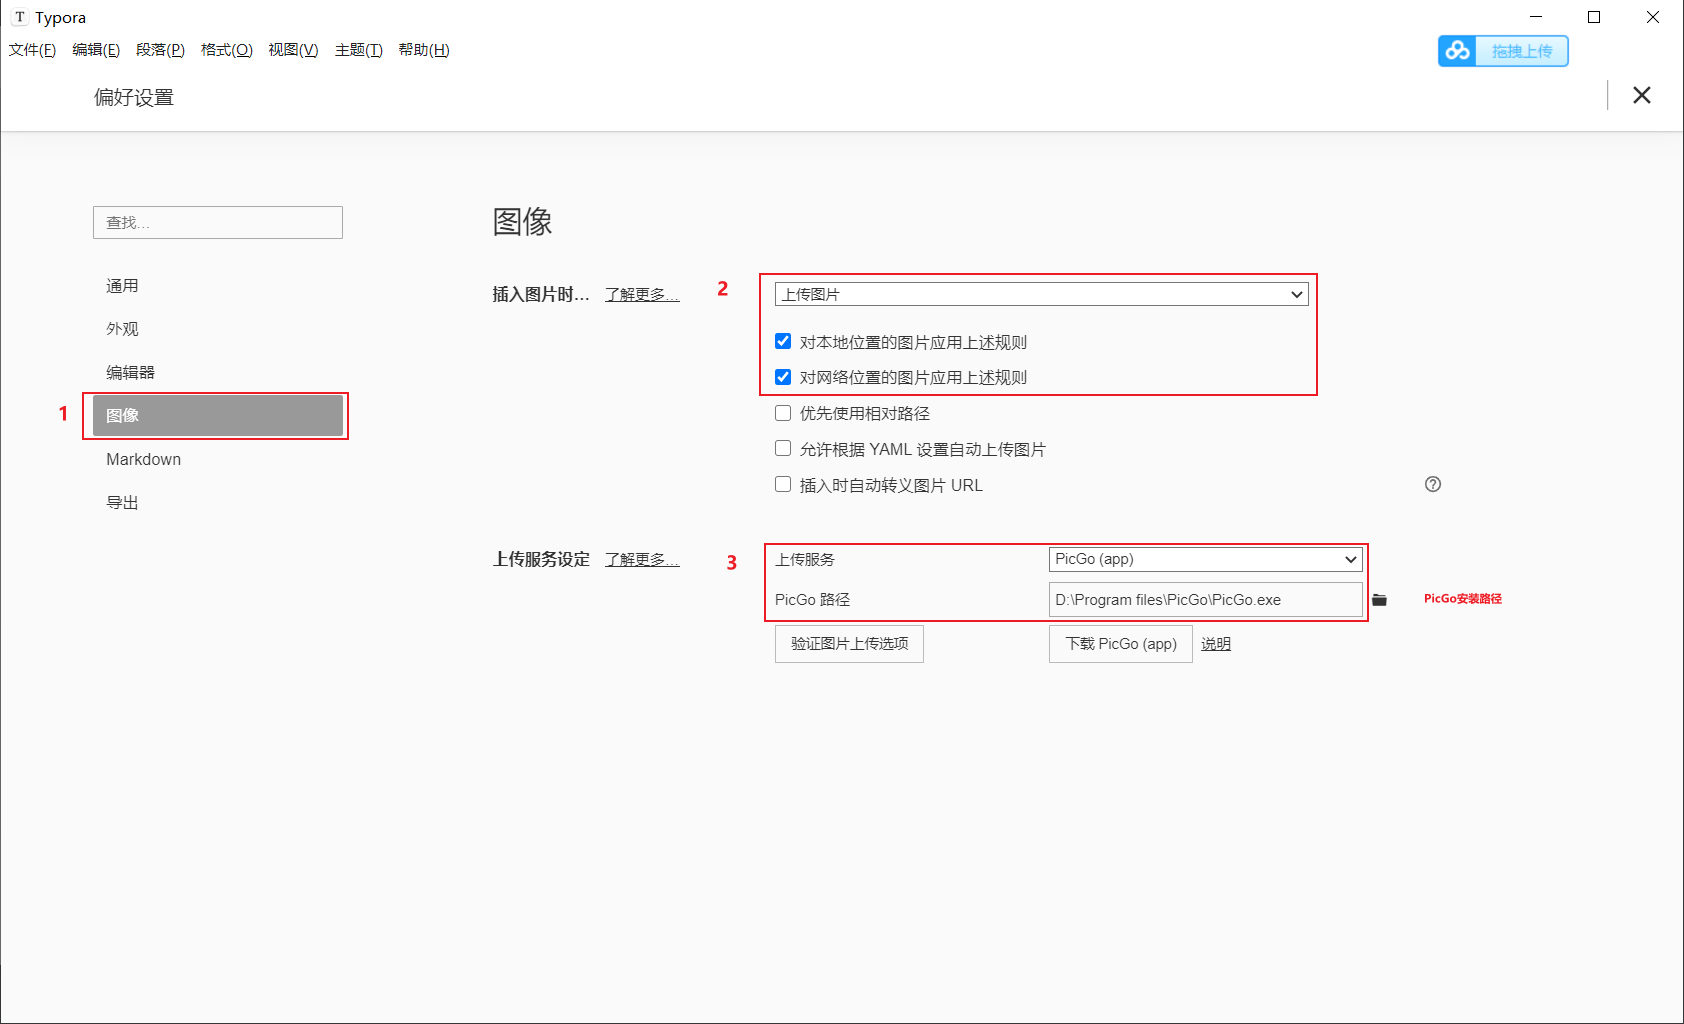 T Typora
文件(F) 编辑(E) 段落(P) 格式(O) 视图(V) 主题(T) 帮助(H)
拖拽上传
偏好设置
查找...
通用
外观
编辑器
1 图像
Markdown
导出
图像
插入图片时... 了解更多... 2 上传图片
对本地位置的图片应用上述规则
对网络位置的图片应用上述规则
优先使用相对路径
允许根据 YAML 设置自动上传图片
插入时自动转义图片 URL ?
上传服务设定 了解更多... 3 上传服务 PicGo (app)
PicGo 路径 D:\Program files\PicGo\PicGo.exe PicGo安装路径
验证图片上传选项 下载 PicGo (app) 说明